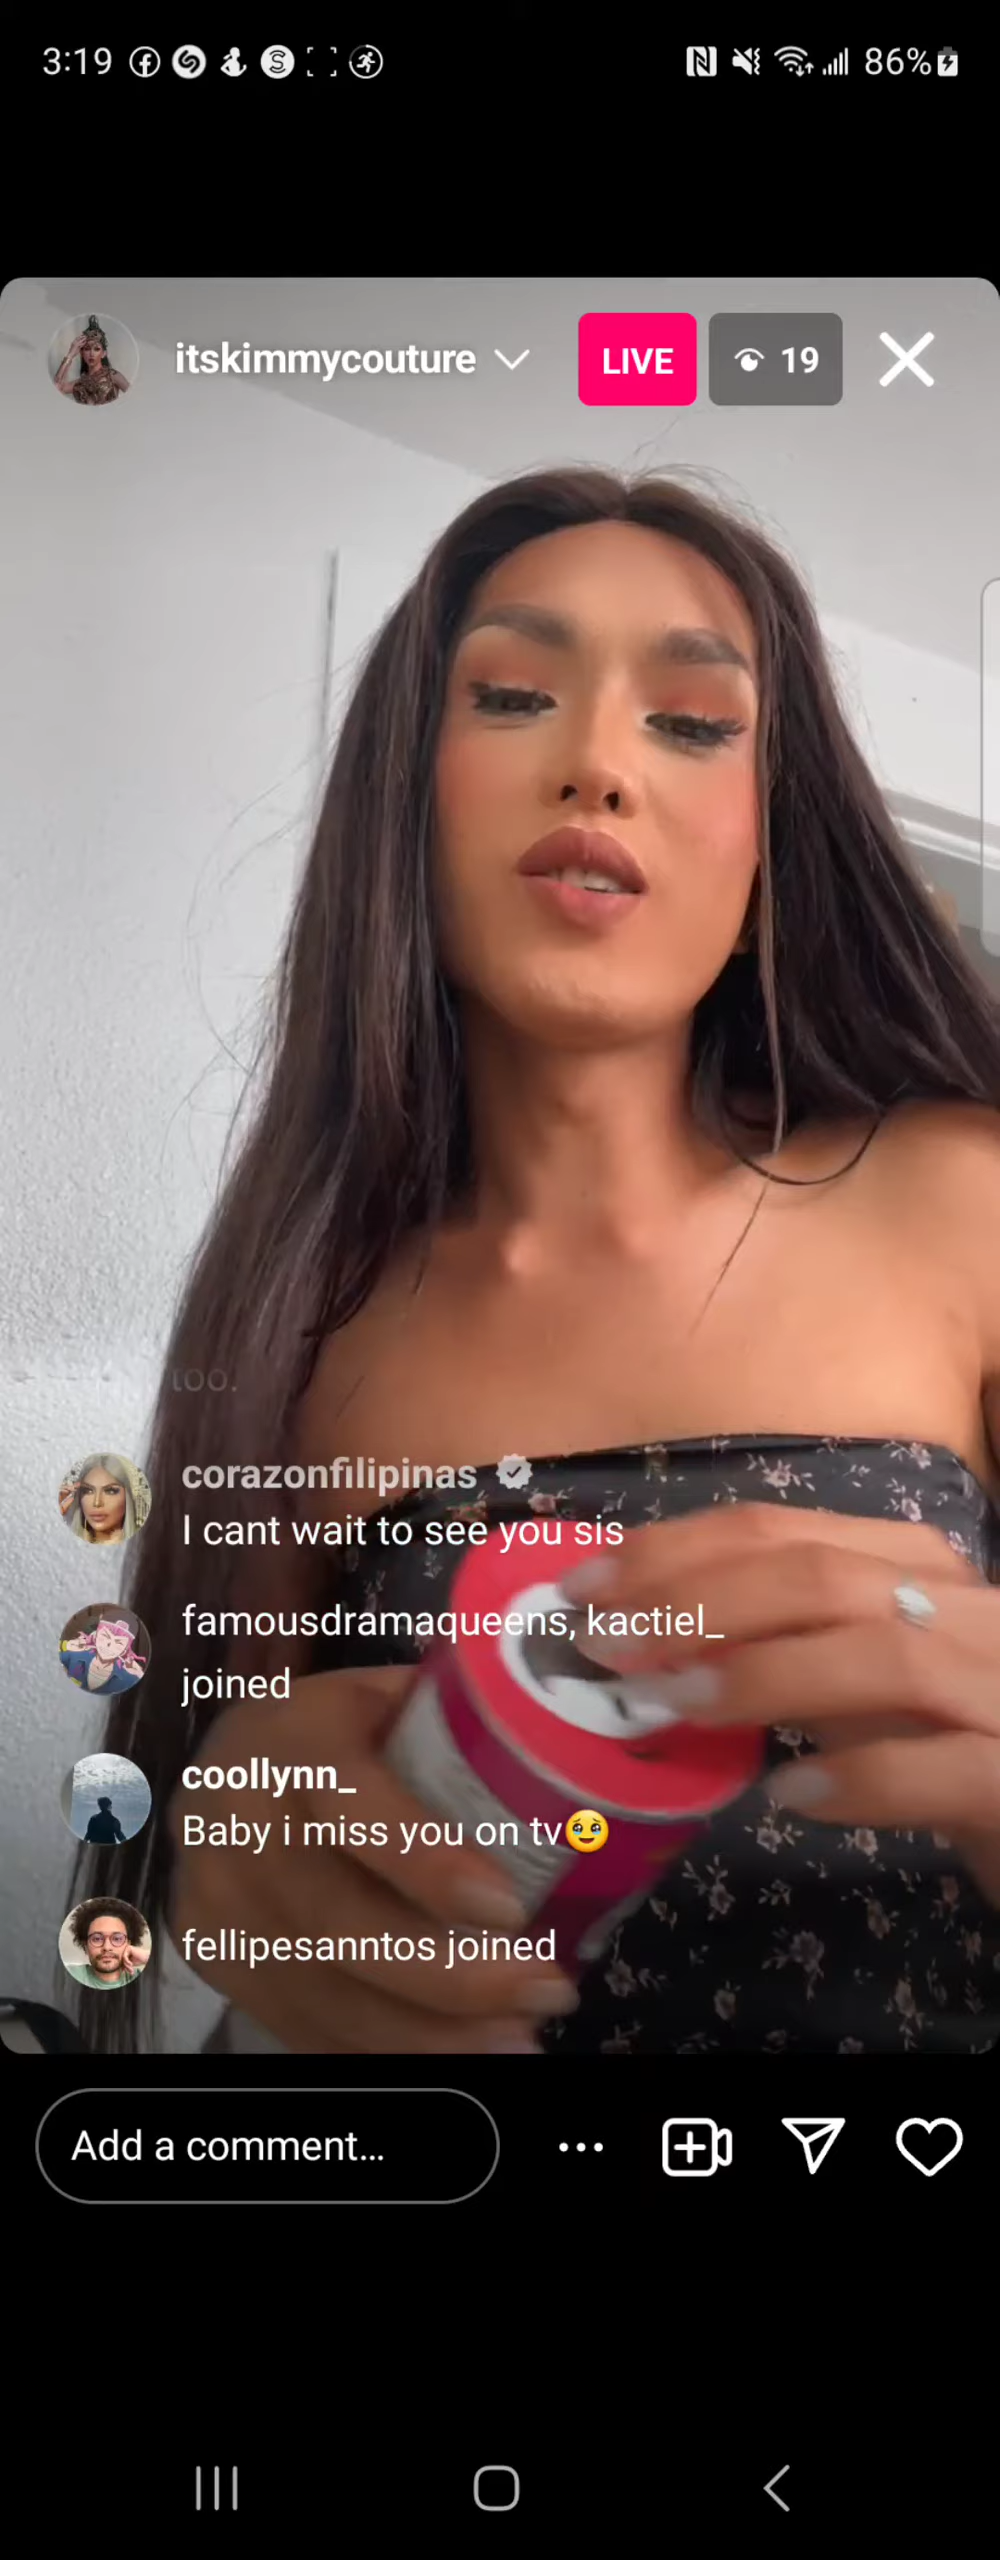 3:19
86%
itskimmycouture
LIVE
19
too.
corazonfilipinas
I cant wait to see you sis
famousdramaqueens, kactiel_
joined
coollynn_
Baby i miss you on tv🥹
fellipesanntos joined
Add a comment...